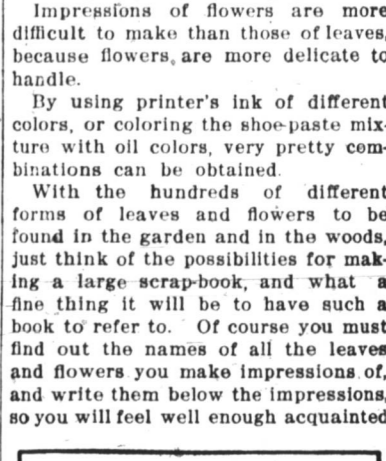 Impressions of flowers are more
difficult to make than those of leaves,
because flowers, are more delicate to
handle.
By using printer's ink of different
colors, or coloring the shoe-paste mix-
ture with oil colors, very pretty com-
binations can be obtained.
With the hundreds of different
forms of leaves and flowers to be
found in the garden and in the woods,
just think of the possibilities for mak-
ing a large scrap-book, and what a
fine thing it will be to have such a
book to refer to. Of course you must
find out the names of all the leaves
and flowers you make impressions of,
and write them below the impressions,
so you will feel well enough acquainted